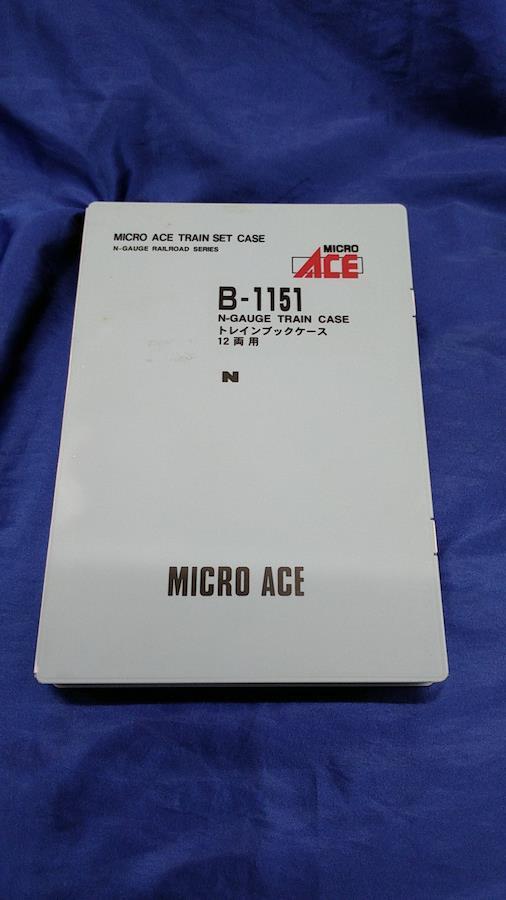 MICRO ACE TRAIN SET CASE
N-GAUGE RAILROAD SERIES
MICRO
ACE
B-1151
N-GAUGE TRAIN CASE
トレインブックケース
12両用
N
MICRO ACE